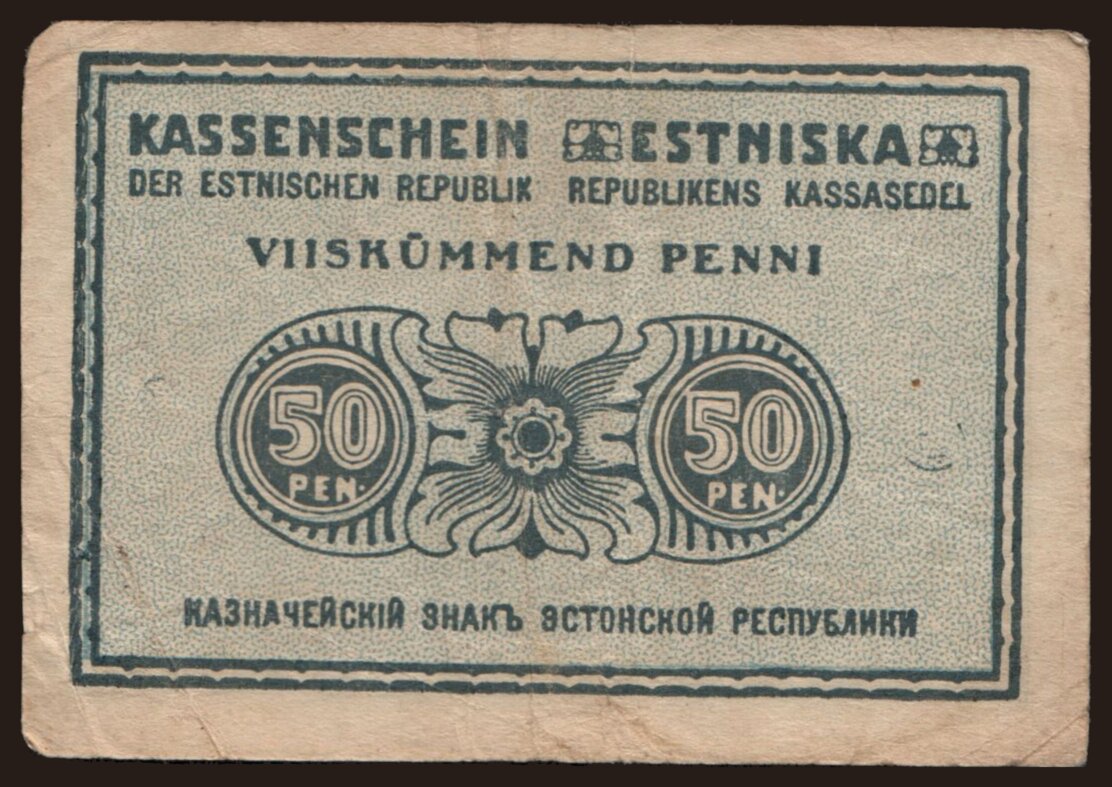 KASSENSCHEIN ESTNISKA
DER ESTNISCHEN REPUBLIK REPUBLIKENS KASSASEDEL
VIISKÜMMEND PENNI
50 50
PEN. PEN.
КАЗНАЧЕЙСКІЙ ЗНАКЪ ЭСТОНСКОЙ РЕСПУБЛИКИ